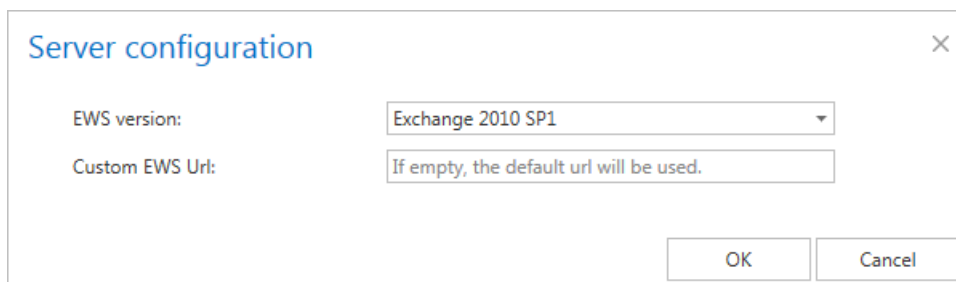 Server configuration
EWS version: Exchange 2010 SP1
Custom EWS Url: If empty, the default url will be used.
OK Cancel